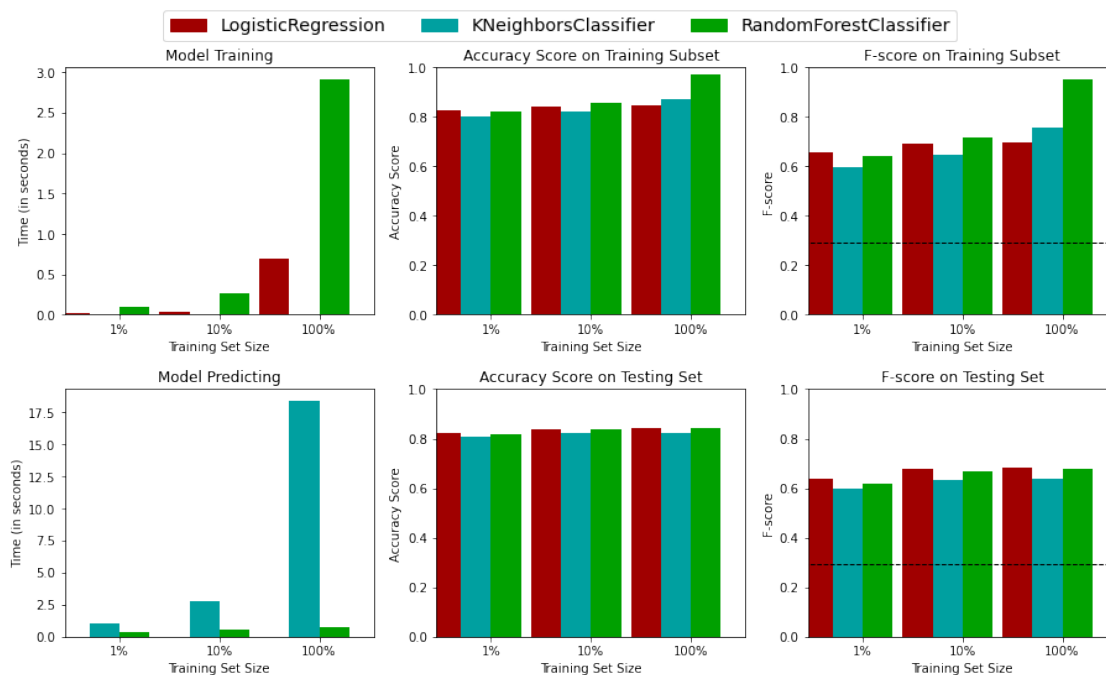 LogisticRegression KNeighborsClassifier RandomForestClassifier
Model Training
Time (in seconds)
3.0
2.5
2.0
1.5
1.0
0.5
0.0
1% 10% 100%
Training Set Size
Accuracy Score on Training Subset
Accuracy Score
1.0
0.8
0.6
0.4
0.2
0.0
1% 10% 100%
Training Set Size
F-score on Training Subset
F-score
1.0
0.8
0.6
0.4
0.2
0.0
1% 10% 100%
Training Set Size
Model Predicting
Time (in seconds)
17.5
15.0
12.5
10.0
7.5
5.0
2.5
0.0
1% 10% 100%
Training Set Size
Accuracy Score on Testing Set
Accuracy Score
1.0
0.8
0.6
0.4
0.2
0.0
1% 10% 100%
Training Set Size
F-score on Testing Set
F-score
1.0
0.8
0.6
0.4
0.2
0.0
1% 10% 100%
Training Set Size